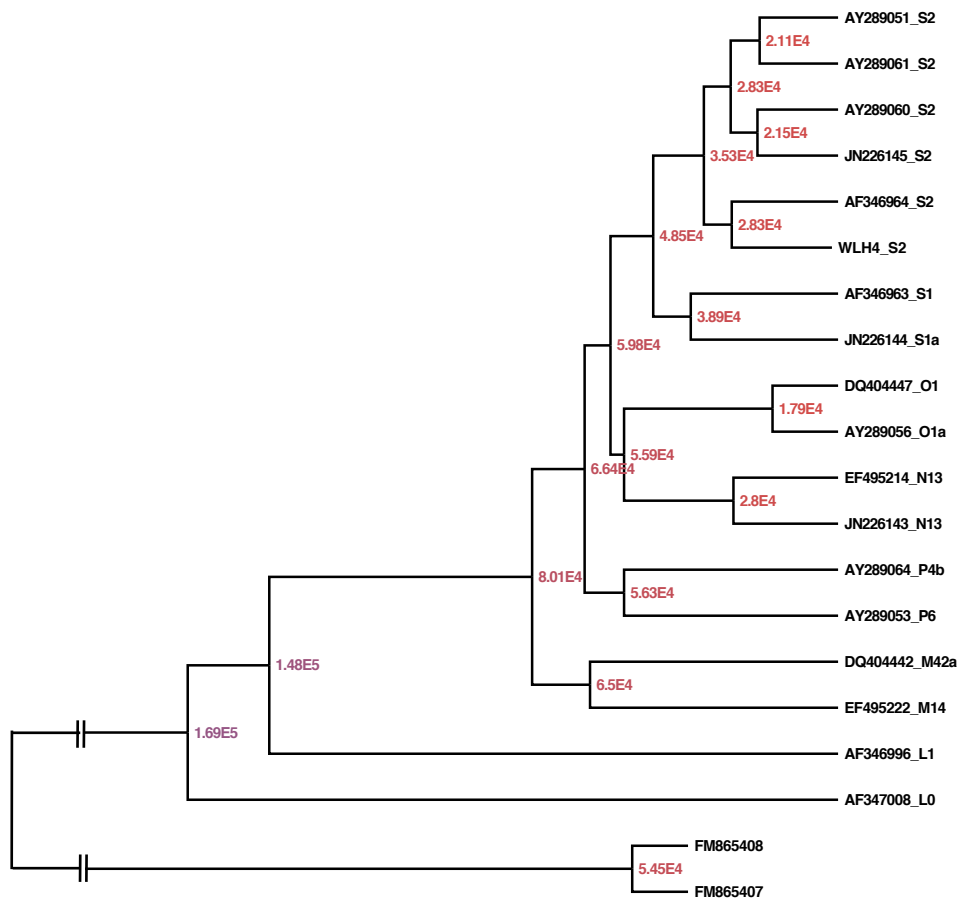 AY289051_S2
2.11E4
AY289061_S2
2.83E4
AY289060_S2
2.15E4
JN226145_S2
3.53E4
AF346964_S2
2.83E4
4.85E4
WLH4_S2
AF346963_S1
3.89E4
JN226144_S1a
5.98E4
DQ404447_O1
1.79E4
AY289056_O1a
5.59E4
6.64E4
EF495214_N13
2.8E4
JN226143_N13
AY289064_P4b
8.01E4
5.63E4
AY289053_P6
DQ404442_M42a
1.48E5
6.5E4
EF495222_M14
1.69E5
AF346996_L1
AF347008_L0
FM865408
5.45E4
FM865407